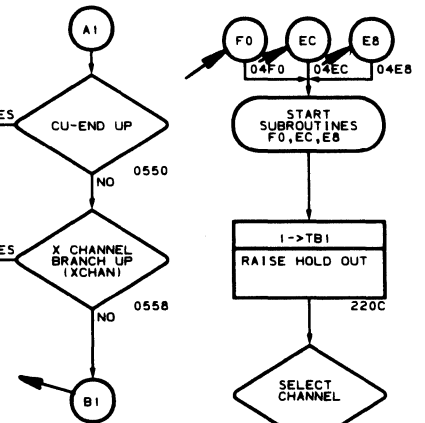 A1
ES
CU-END UP
0550
NO
ES
X CHANNEL
BRANCH UP
(XCHAN)
0558
NO
B1
F0 EC E8
04F0 04EC 04E8
START
SUBROUTINES
F0,EC,E8
1->TB1
RAISE HOLD OUT
220C
SELECT
CHANNEL